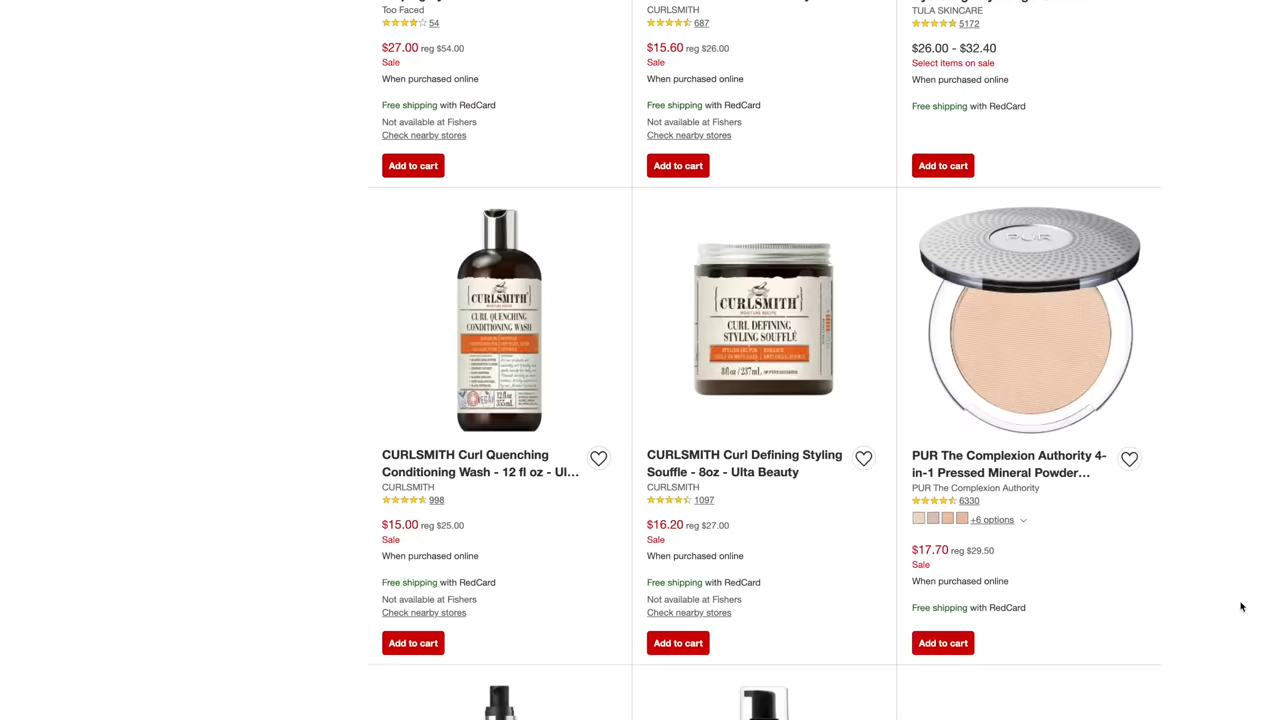 Too Faced
54
$27.00 reg $54.00
Sale
When purchased online
Free shipping with RedCard
Not available at Fishers
Check nearby stores
Add to cart
CURLSMITH
687
$15.60 reg $26.00
Sale
When purchased online
Free shipping with RedCard
Not available at Fishers
Check nearby stores
Add to cart
TULA SKINCARE
5172
$26.00 - $32.40
Select items on sale
When purchased online
Free shipping with RedCard
Add to cart
CURLSMITH
CURL QUENCHING
CONDITIONING WASH
CURLSMITH Curl Quenching
Conditioning Wash - 12 fl oz - Ul...
CURLSMITH
998
$15.00 reg $25.00
Sale
When purchased online
Free shipping with RedCard
Not available at Fishers
Check nearby stores
Add to cart
CURLSMITH
CURL DEFINING
STYLING SOUFFLÉ
8fl oz / 237mL
CURLSMITH Curl Defining Styling
Souffle - 8oz - Ulta Beauty
CURLSMITH
1097
$16.20 reg $27.00
Sale
When purchased online
Free shipping with RedCard
Not available at Fishers
Check nearby stores
Add to cart
PUR
PUR The Complexion Authority 4-
in-1 Pressed Mineral Powder...
PUR The Complexion Authority
6330
+6 options
$17.70 reg $29.50
Sale
When purchased online
Free shipping with RedCard
Add to cart